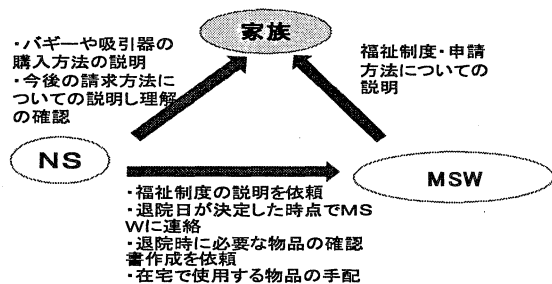 家族
・バギーや吸引器の
購入方法の説明
・今後の請求方法に
ついての説明し理解
の確認
福祉制度・申請
方法についての
説明
NS
MSW
・福祉制度の説明を依頼
・退院日が決定した時点でMS
Wに連絡
・退院時に必要な物品の確認
書作成を依頼
・在宅で使用する物品の手配